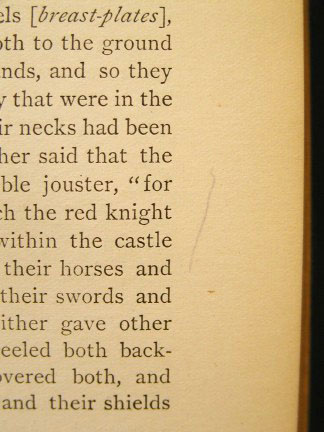 els [breast-plates],
oth to the ground
nds, and so they
y that were in the
ir necks had been
her said that the
ble jouster, "for
ch the red knight
within the castle
their horses and
their swords and
ither gave other
eeled both back-
overed both, and
and their shields